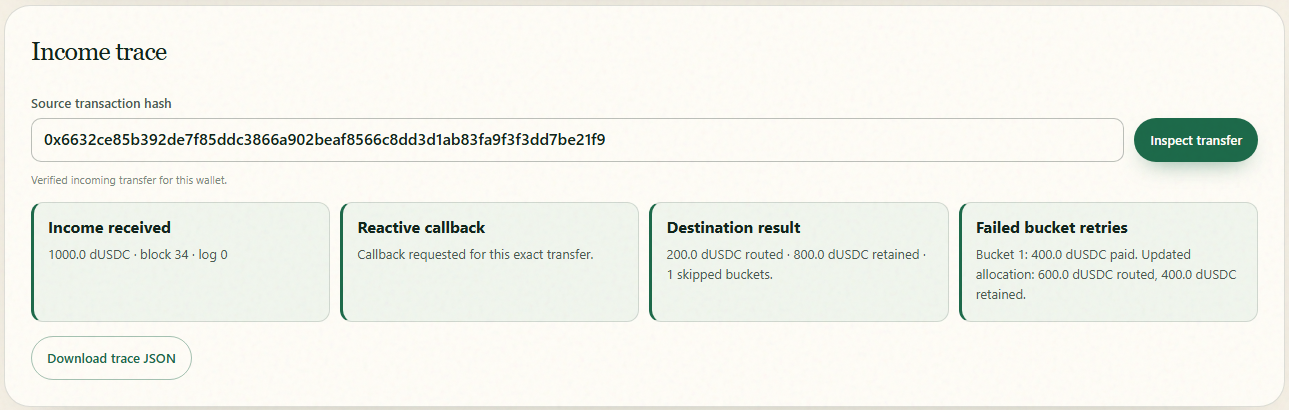 Income trace
Source transaction hash
0x6632ce85b392de7f85ddc3866a902beaf8566c8dd3d1ab83fa9f3f3dd7be21f9
Inspect transfer
Verified incoming transfer for this wallet.
Income received
1000.0 dUSDC · block 34 · log 0
Reactive callback
Callback requested for this exact transfer.
Destination result
200.0 dUSDC routed · 800.0 dUSDC retained ·
1 skipped buckets.
Failed bucket retries
Bucket 1: 400.0 dUSDC paid. Updated
allocation: 600.0 dUSDC routed, 400.0 dUSDC
retained.
Download trace JSON